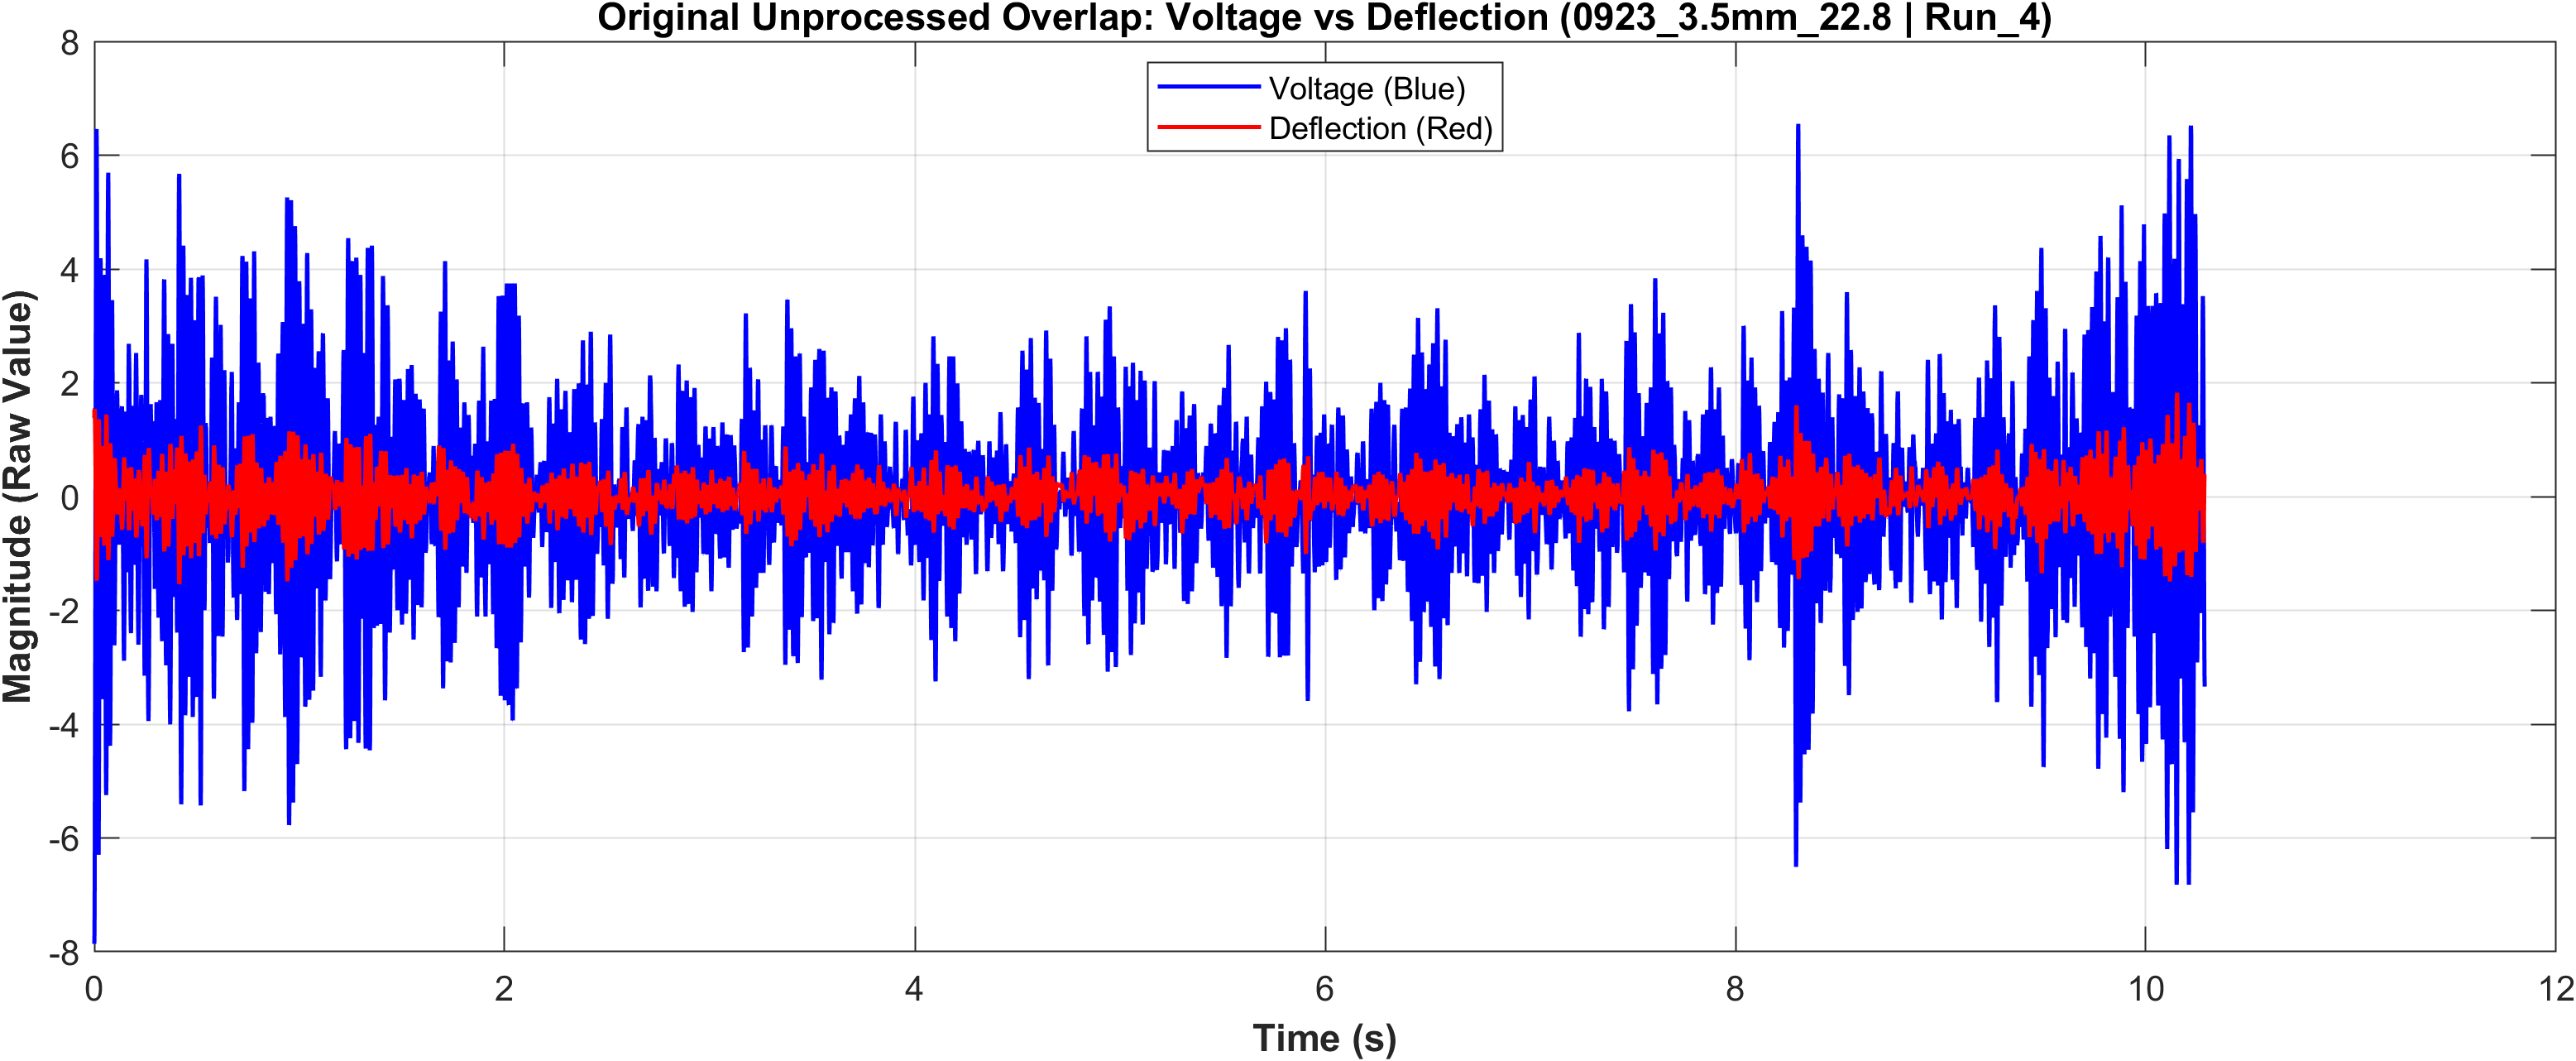 Original Unprocessed Overlap: Voltage vs Deflection (0923_3.5mm_22.8 | Run_4)
Voltage (Blue)
Deflection (Red)
Magnitude (Raw Value)
8
6
4
2
0
-2
-4
-6
-8
0 2 4 6 8 10 12
Time (s)